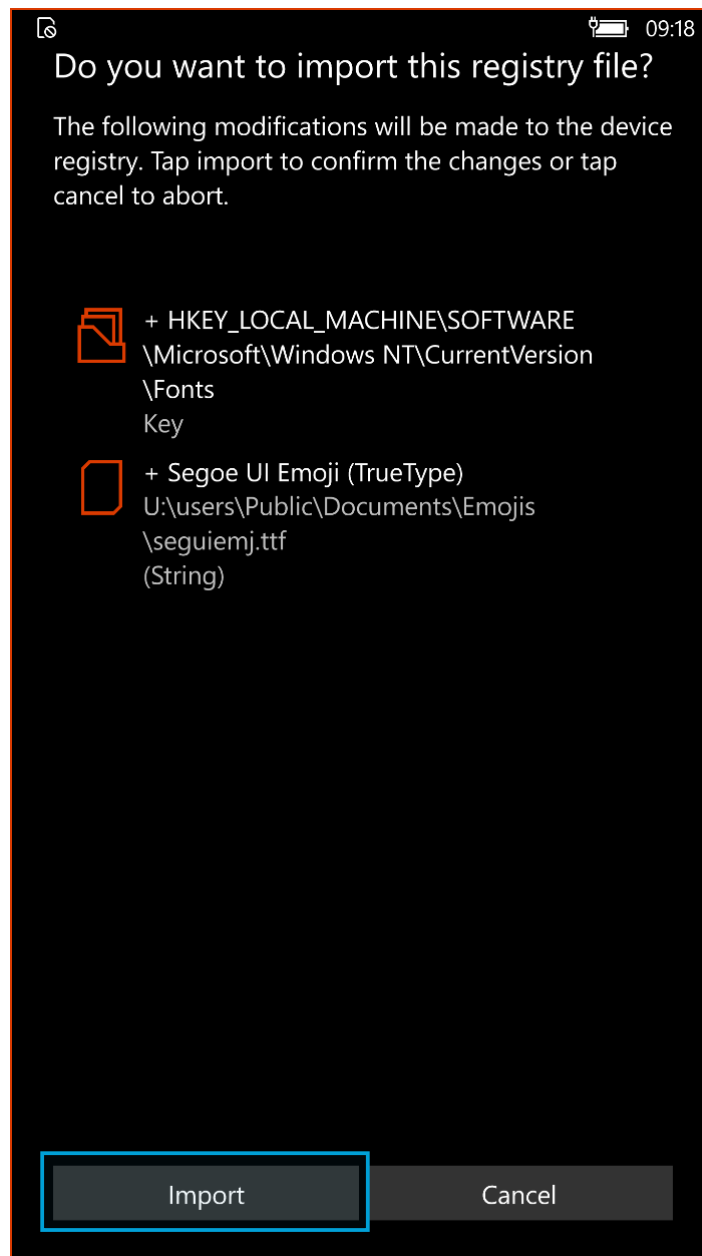 09:18
Do you want to import this registry file?
The following modifications will be made to the device
registry. Tap import to confirm the changes or tap
cancel to abort.
+ HKEY_LOCAL_MACHINE\SOFTWARE
\Microsoft\Windows NT\CurrentVersion
\Fonts
Key
+ Segoe UI Emoji (TrueType)
U:\users\Public\Documents\Emojis
\seguiemj.ttf
(String)
Import
Cancel